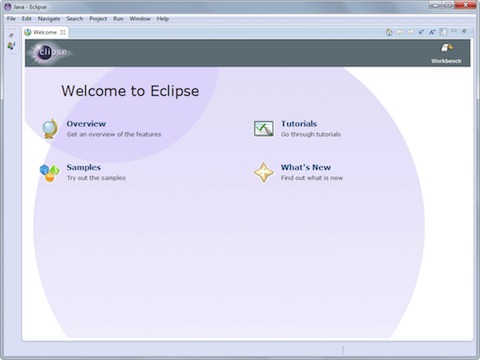 Java - Eclipse
File Edit Navigate Search Project Run Window Help
Welcome
eclipse
Workbench
Welcome to Eclipse
Overview
Get an overview of the features
Tutorials
Go through tutorials
Samples
Try out the samples
What's New
Find out what is new